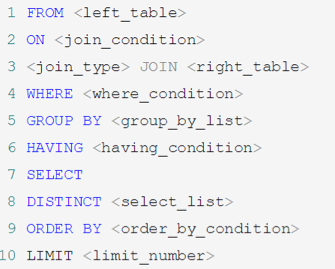 1 FROM <left_table>
2 ON <join_condition>
3 <join_type> JOIN <right_table>
4 WHERE <where_condition>
5 GROUP BY <group_by_list>
6 HAVING <having_condition>
7 SELECT
8 DISTINCT <select_list>
9 ORDER BY <order_by_condition>
10 LIMIT <limit_number>